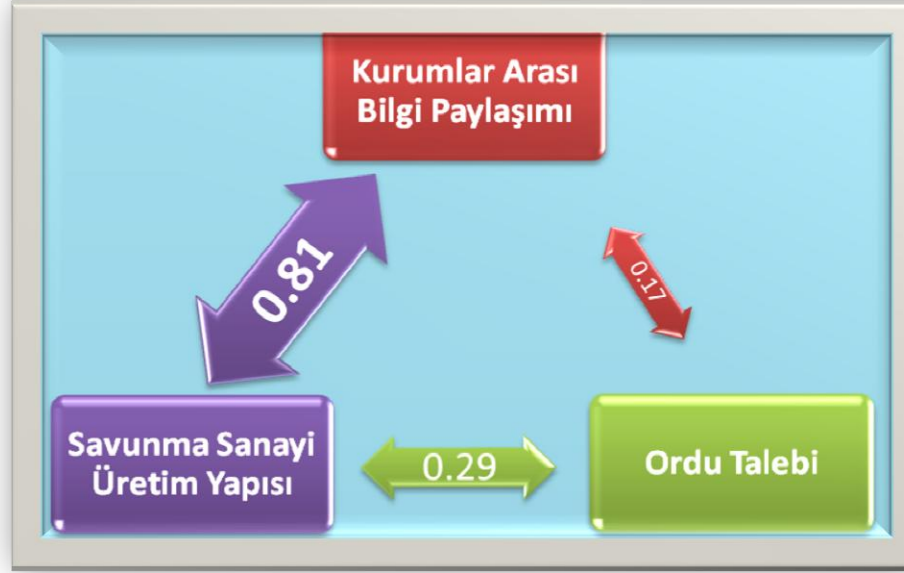 Kurumlar Arası
Bilgi Paylaşımı
0.81
0.17
Savunma Sanayi
Üretim Yapısı
0.29
Ordu Talebi